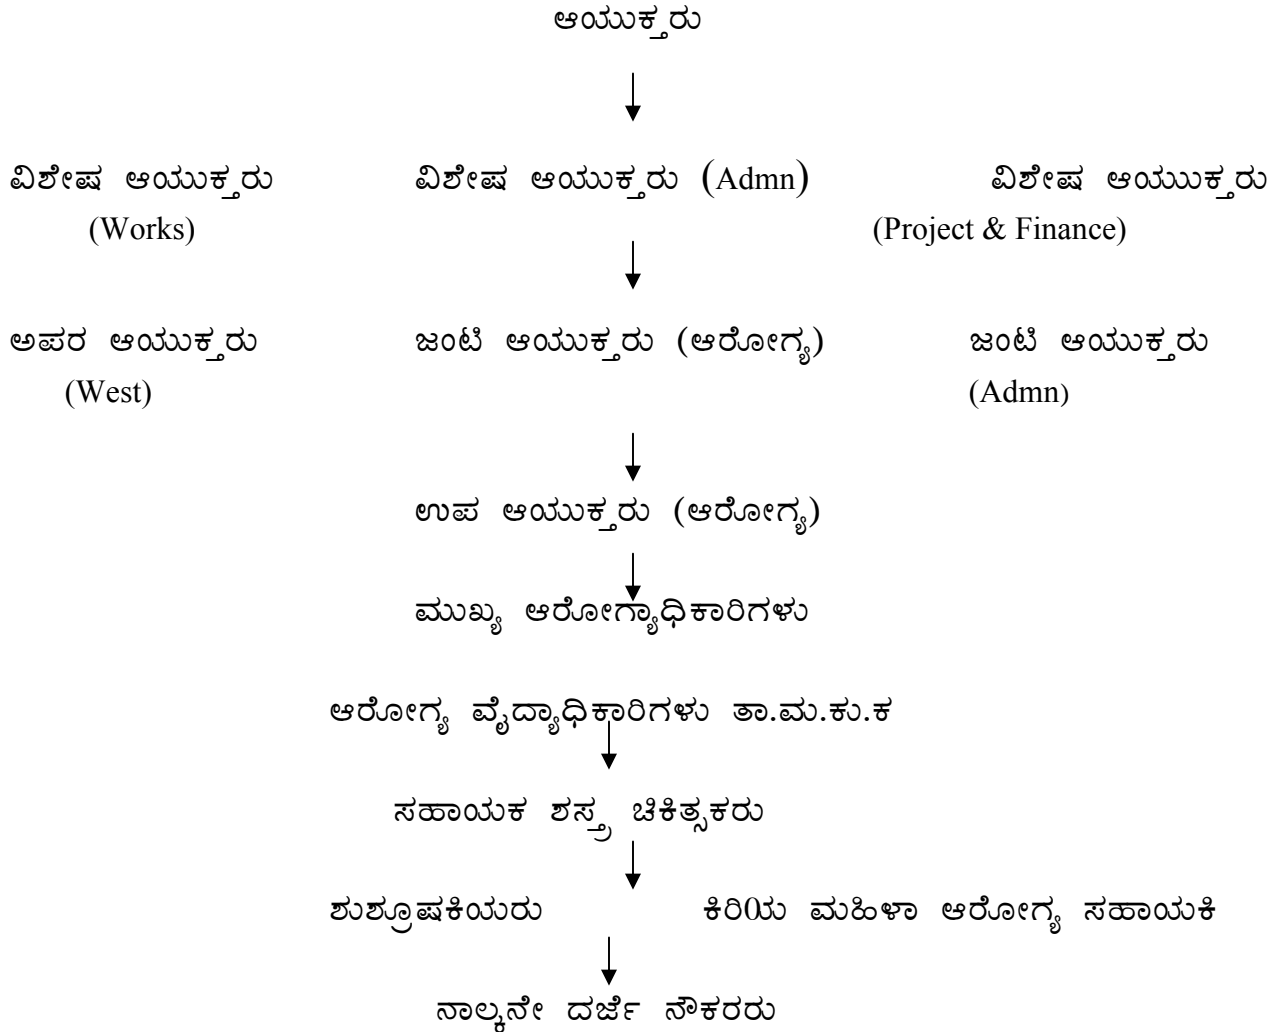 ಆಯುಕ್ತರು
ವಿಶೇಷ ಆಯುಕ್ತರು ವಿಶೇಷ ಆಯುಕ್ತರು (Admn) ವಿಶೇಷ ಆಯುುಕ್ತರು
(Works) (Project & Finance)
ಅಪರ ಆಯುಕ್ತರು ಜಂಟಿ ಆಯುಕ್ತರು (ಆರೋಗ್ಯ) ಜಂಟಿ ಆಯುಕ್ತರು
(West) (Admn)
ಉಪ ಆಯುಕ್ತರು (ಆರೋಗ್ಯ)
ಮುಖ್ಯ ಆರೋಗ್ಯಾಧಿಕಾರಿಗಳು
ಆರೋಗ್ಯ ವೈದ್ಯಾಧಿಕಾರಿಗಳು ತಾ.ಮ.ಕು.ಕ
ಸಹಾಯಕ ಶಸ್ತ್ರ ಚಿಕಿತ್ಸಕರು
ಶುಶ್ರೂಷಕಿಯರು ಕಿರಿ0ಯ ಮಹಿಳಾ ಆರೋಗ್ಯ ಸಹಾಯಕಿ
ನಾಲ್ಕನೇ ದರ್ಜೆ ನೌಕರರು